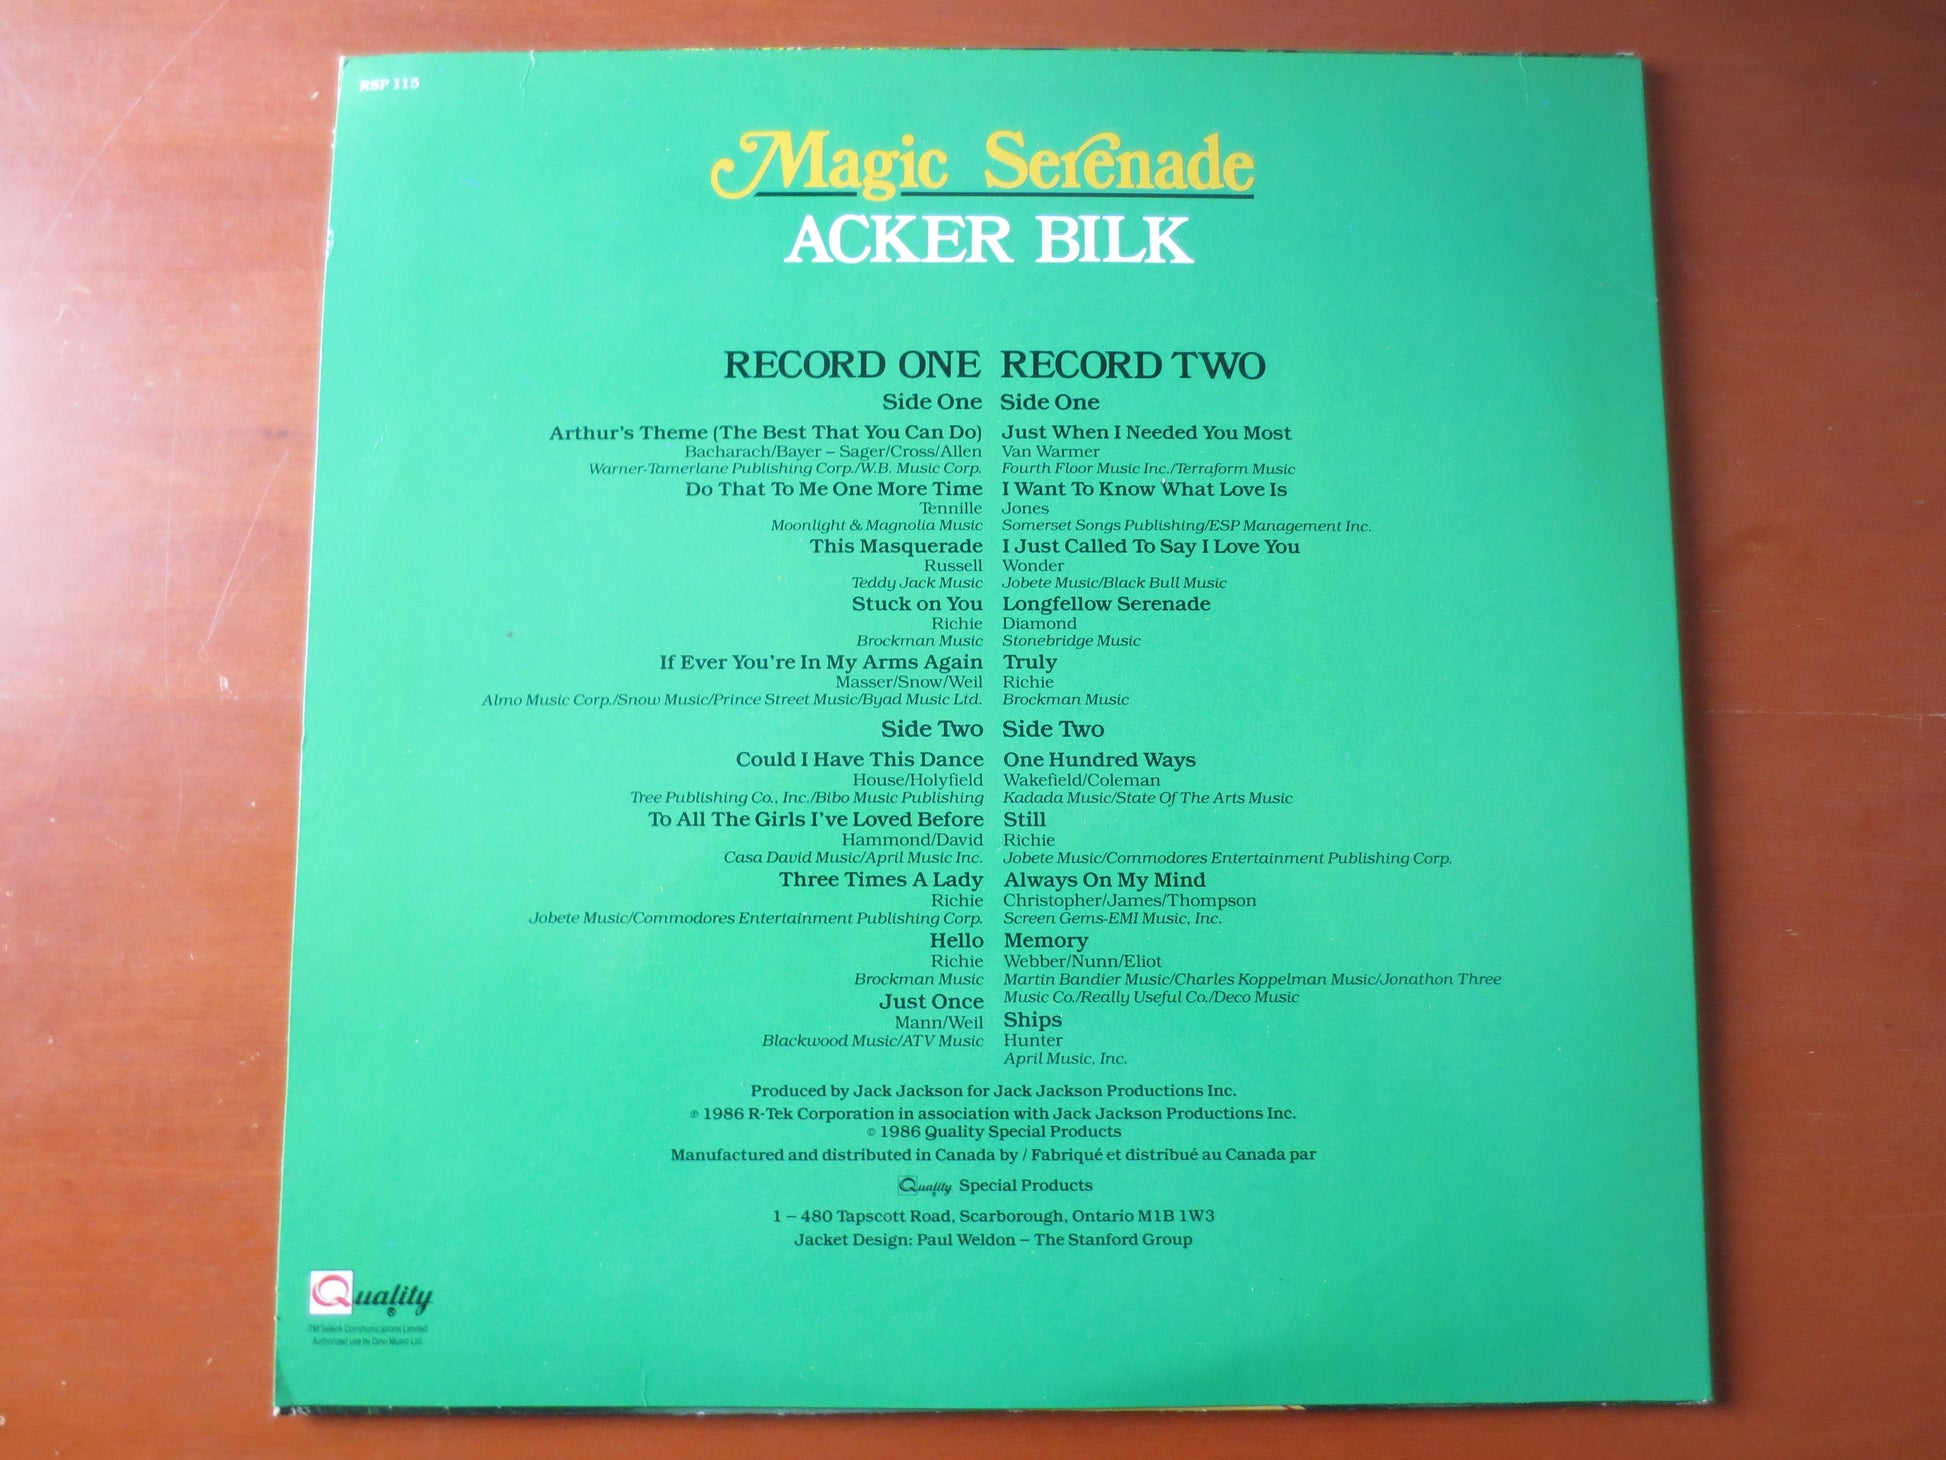 RSP 115
Magic Serenade
ACKER BILK
RECORD ONE
Side One
Arthur's Theme (The Best That You Can Do)
Bacharach/Bayer – Sager/Cross/Allen
Warner-Tamerlane Publishing Corp./W.B. Music Corp.
Do That To Me One More Time
Tennille
Moonlight & Magnolia Music
This Masquerade
Russell
Teddy Jack Music
Stuck on You
Richie
Brockman Music
If Ever You're In My Arms Again
Masser/Snow/Weil
Almo Music Corp./Snow Music/Prince Street Music/Byad Music Ltd.
Side Two
Could I Have This Dance
House/Holyfield
Tree Publishing Co., Inc./Bibo Music Publishing
To All The Girls I've Loved Before
Hammond/David
Casa David Music/April Music Inc.
Three Times A Lady
Richie
Jobete Music/Commodores Entertainment Publishing Corp.
Hello
Richie
Brockman Music
Just Once
Mann/Weil
Blackwood Music/ATV Music
RECORD TWO
Side One
Just When I Needed You Most
Van Warmer
Fourth Floor Music Inc./Terraform Music
I Want To Know What Love Is
Jones
Somerset Songs Publishing/ESP Management Inc.
I Just Called To Say I Love You
Wonder
Jobete Music/Black Bull Music
Longfellow Serenade
Diamond
Stonebridge Music
Truly
Richie
Brockman Music
Side Two
One Hundred Ways
Wakefield/Coleman
Kadada Music/State Of The Arts Music
Still
Richie
Jobete Music/Commodores Entertainment Publishing Corp.
Always On My Mind
Christopher/James/Thompson
Screen Gems-EMI Music, Inc.
Memory
Webber/Nunn/Eliot
Martin Bandier Music/Charles Koppelman Music/Jonathon Three
Music Co./Really Useful Co./Deco Music
Ships
Hunter
April Music, Inc.
Produced by Jack Jackson for Jack Jackson Productions Inc.
℗ 1986 R-Tek Corporation in association with Jack Jackson Productions Inc.
© 1986 Quality Special Products
Manufactured and distributed in Canada by / Fabriqué et distribué au Canada par
Quality Special Products
1 – 480 Tapscott Road, Scarborough, Ontario M1B 1W3
Jacket Design: Paul Weldon – The Stanford Group
Quality ®
TM Selkirk Communications Limited
Authorized use by Dino Music Ltd.